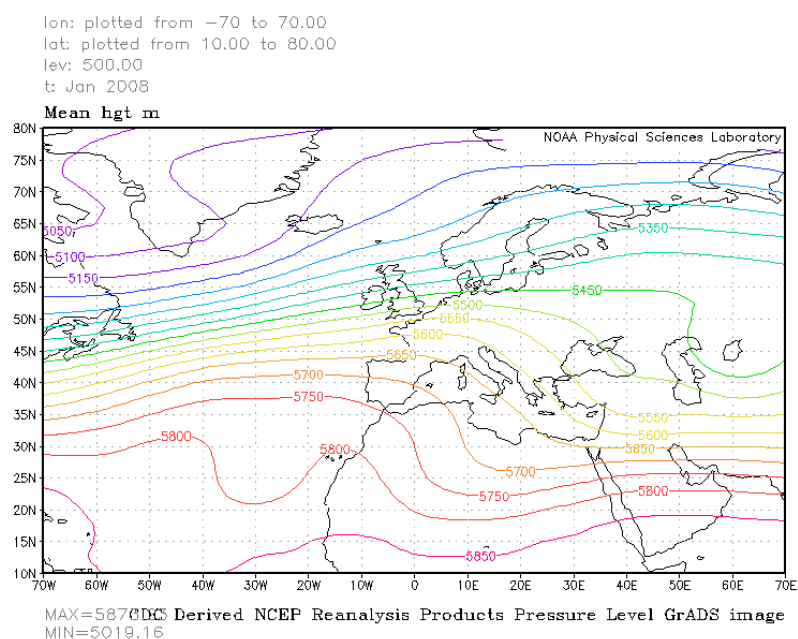 lon: plotted from −70 to 70.00
lat: plotted from 10.00 to 80.00
lev: 500.00
t: Jan 2008
Mean hgt m
NOAA Physical Sciences Laboratory
80N
75N
70N
65N
60N
55N
50N
45N
40N
35N
30N
25N
20N
15N
10N
5050
5100
5150
5350
5450
5500
5550
5600
5650
5700
5750
5800
5800
5550
5600
5650
5700
5750
5800
5850
70W 60W 50W 40W 30W 20W 10W 0 10E 20E 30E 40E 50E 60E 70E
CDC Derived NCEP Reanalysis Products Pressure Level GrADS image
MIN=5019.16